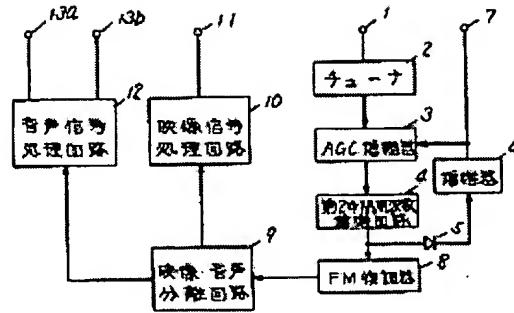 13a
13b
11
1
7
12
10
2
チューナ
音声信号
処理回路
映像信号
処理回路
3
AGC増幅器
6
増幅器
4
第2中間周波数
増幅回路
5
9
映像・音声
分離回路
8
FM検調器